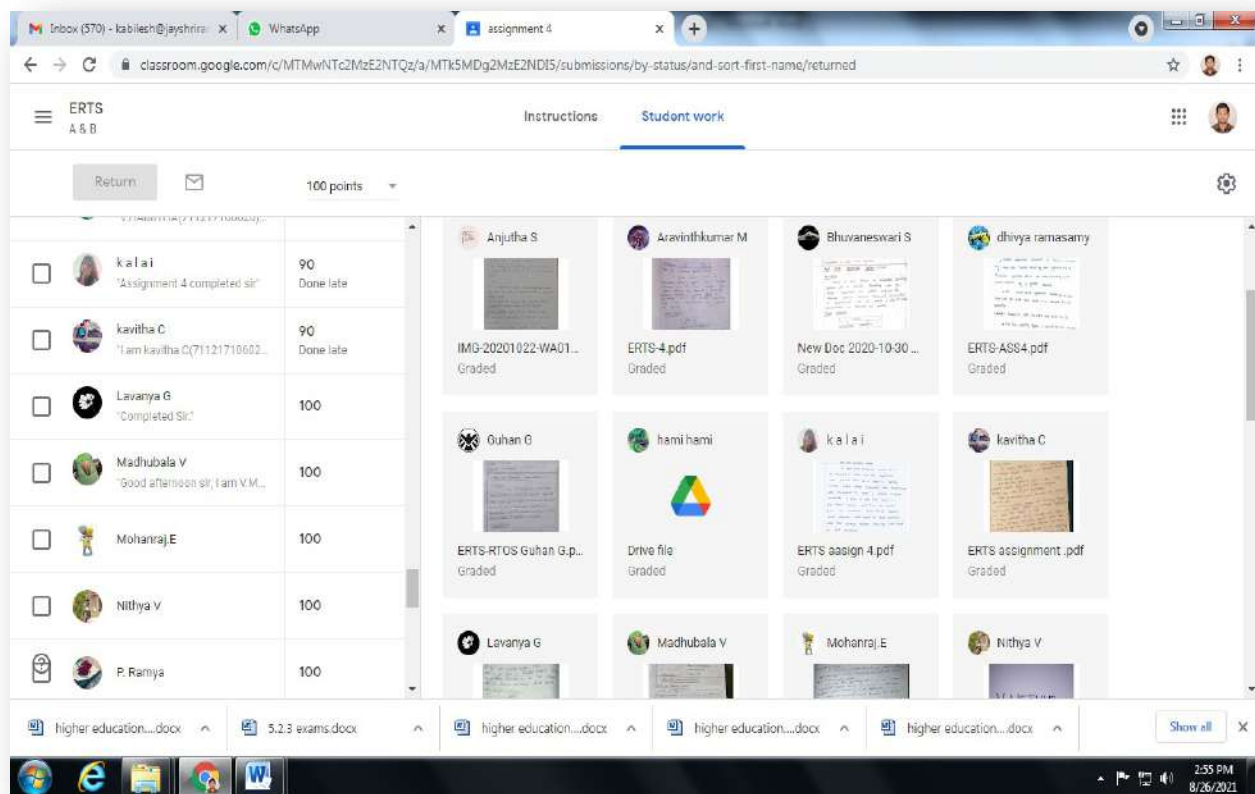 Inbox (570) - kabilesh@jayshrira
WhatsApp
assignment 4
classroom.google.com/c/MTMwNTc2MzE2NTQz/a/MTk5MDg2MzE2NDI5/submissions/by-status/and-sort-first-name/returned
ERTS
A & B
Instructions
Student work
Return
100 points
k a l a i
"Assignment 4 completed sir"
90
Done late
kavitha C
"I am kavitha C(71121710602...
90
Done late
Lavanya G
"Completed Sir."
100
Madhubala V
"Good afternoon sir, I am V.M...
100
Mohanraj.E
100
Nithya V
100
P. Ramya
100
Anjutha S
IMG-20201022-WA01...
Graded
Aravinthkumar M
ERTS-4.pdf
Graded
Bhuvaneswari S
New Doc 2020-10-30 ...
Graded
dhivya ramasamy
ERTS-ASS4.pdf
Graded
Guhan G
ERTS-RTOS Guhan G.p...
Graded
hami hami
Drive file
Graded
k a l a i
ERTS aasign 4.pdf
Graded
kavitha C
ERTS assignment .pdf
Graded
Lavanya G
Madhubala V
Mohanraj.E
Nithya V
higher education....docx
5.2.3 exams.docx
higher education....docx
higher education....docx
higher education....docx
Show all
2:55 PM
8/26/2021